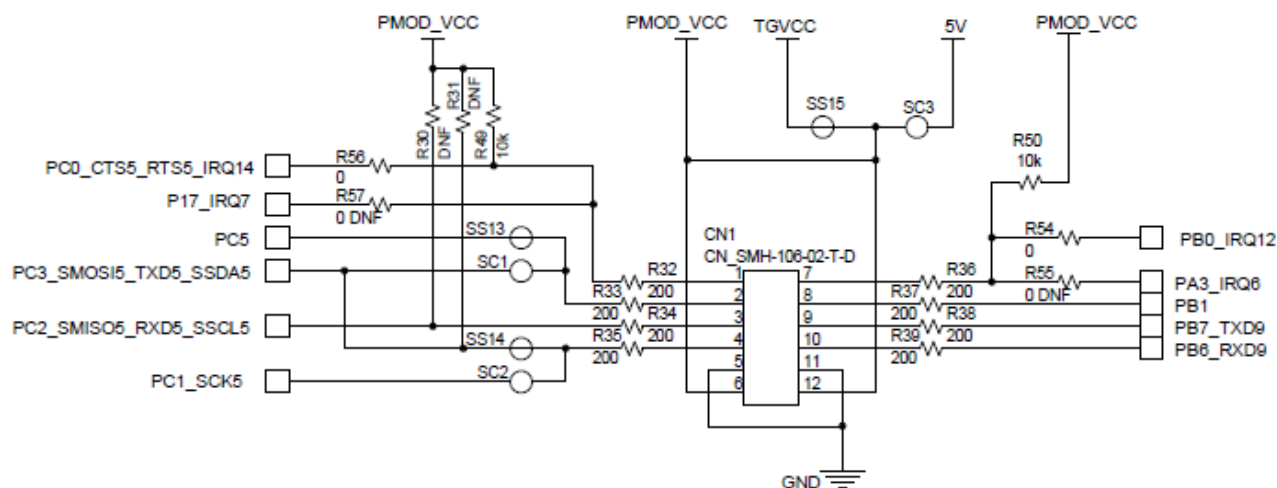 PMOD_VCC
PMOD_VCC
TGVCC
5V
PMOD_VCC
R30
DNF
R31
DNF
R49
10k
SS15
SC3
R50
10k
PC0_CTS5_RTS5_IRQ14
R56
0
P17_IRQ7
R57
0 DNF
PC5
SS13
PC3_SMOSI5_TXD5_SSDA5
SC1
PC2_SMISO5_RXD5_SSCL5
SS14
PC1_SCK5
SC2
R32
200
R33
200
R34
200
R35
200
CN1
CN_SMH-106-02-T-D
1
2
3
4
5
6
7
8
9
10
11
12
R36
200
R37
200
R38
200
R39
200
R54
0
R55
0 DNF
PB0_IRQ12
PA3_IRQ6
PB1
PB7_TXD9
PB6_RXD9
GND